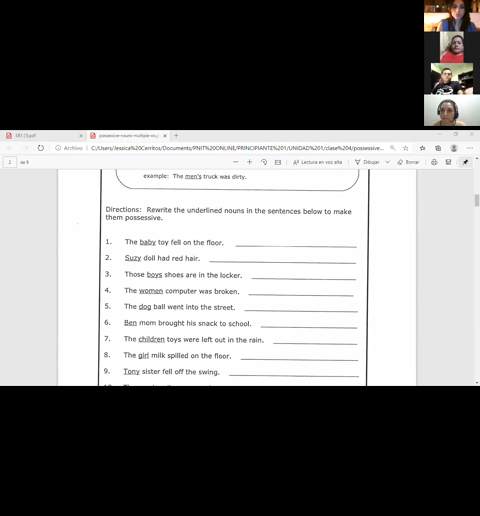 possessive-nouns-multiple-wo.p
Archivo | C:/Users/Jessica%20Cerritos/Documents/PNIT%20ONLINE/PRINCIPIANTE%201/UNIDAD%201/clase%204/possessive...
2 de 9
Lectura en voz alta
Dibujar
Borrar
example: The men's truck was dirty.
Directions: Rewrite the underlined nouns in the sentences below to make
them possessive.
1. The baby toy fell on the floor.
2. Suzy doll had red hair.
3. Those boys shoes are in the locker.
4. The women computer was broken.
5. The dog ball went into the street.
6. Ben mom brought his snack to school.
7. The children toys were left out in the rain.
8. The girl milk spilled on the floor.
9. Tony sister fell off the swing.